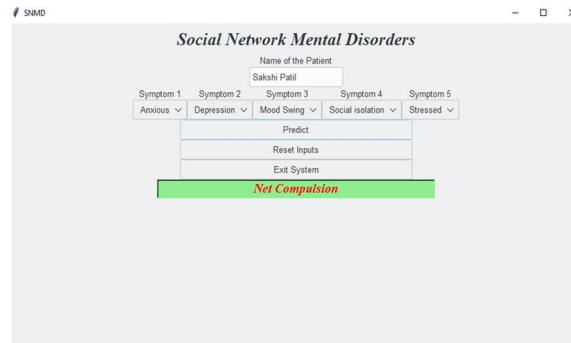 SNMD
Social Network Mental Disorders
Name of the Patient
Sakshi Patil
Symptom 1 Symptom 2 Symptom 3 Symptom 4 Symptom 5
Anxious Depression Mood Swing Social isolation Stressed
Predict
Reset Inputs
Exit System
Net Compulsion